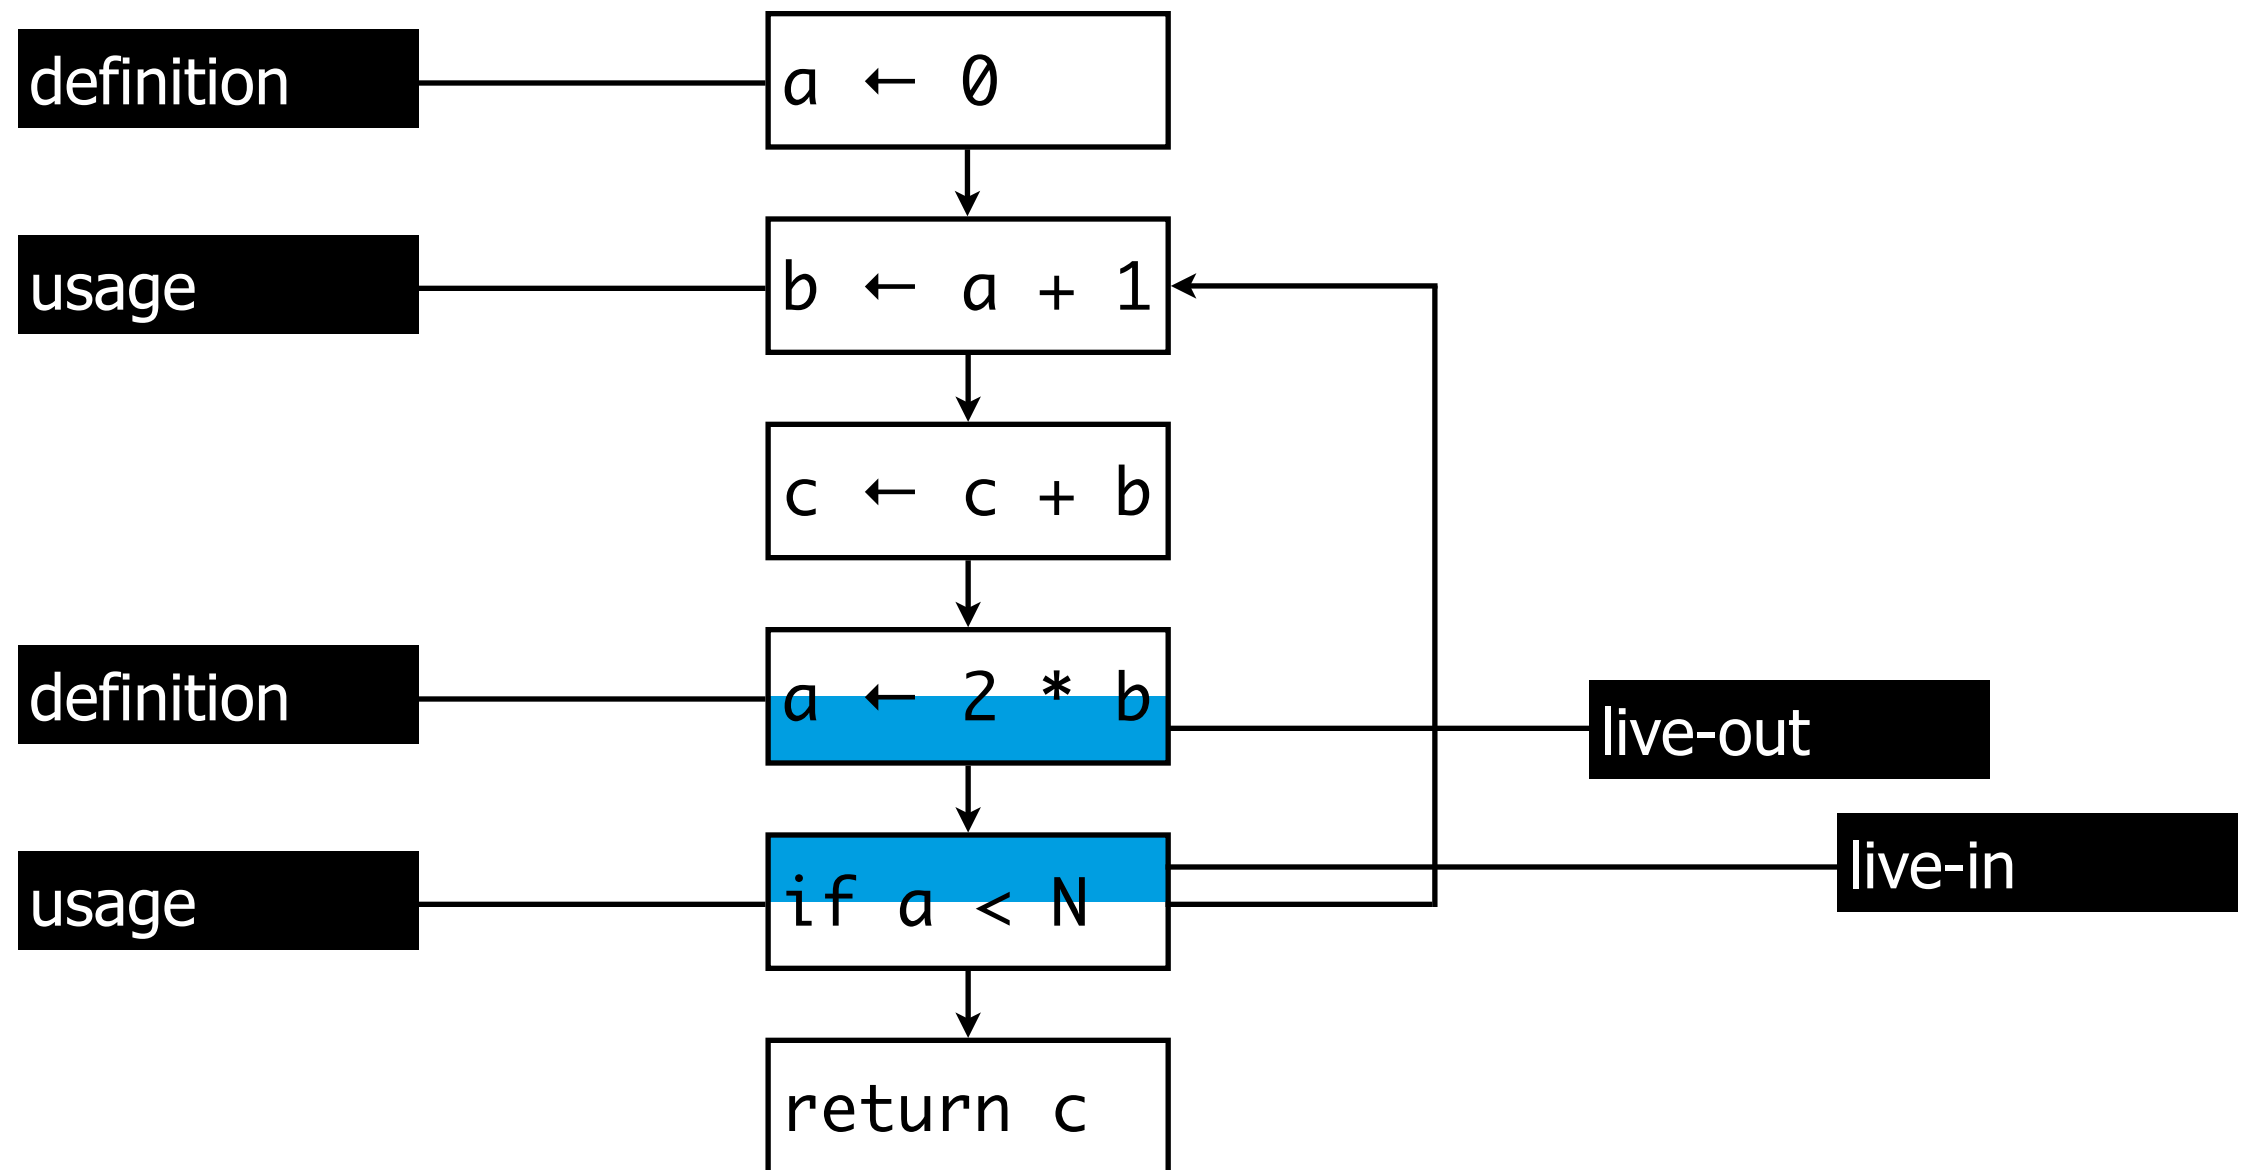 definition
a ← 0
usage
b ← a + 1
c ← c + b
definition
a ← 2 * b
live-out
live-in
usage
if a < N
return c